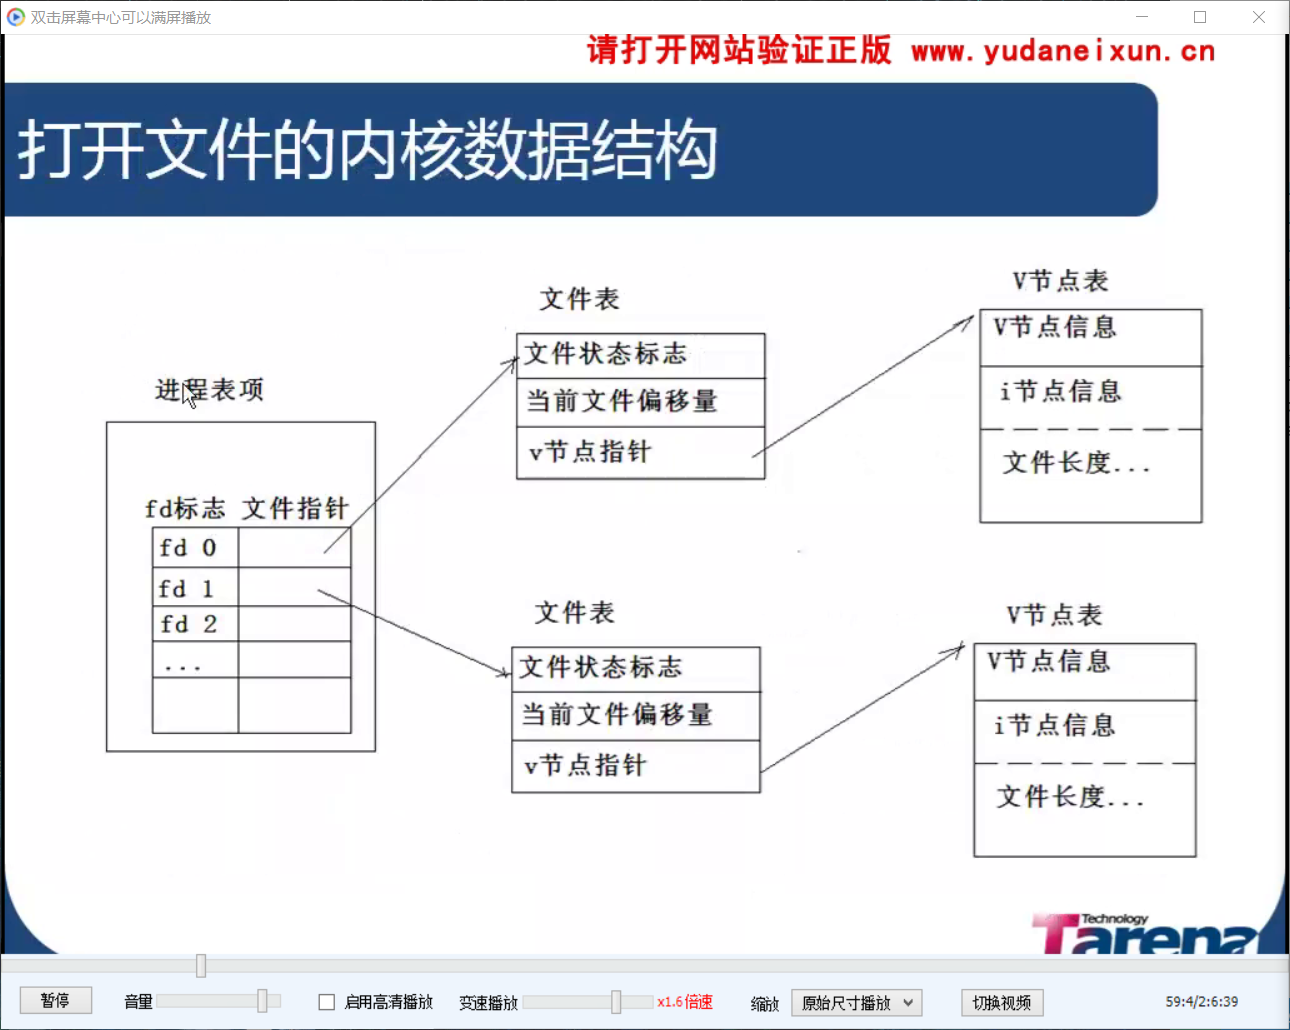 双击屏幕中心可以满屏播放
请打开网站验证正版 www.yudaneixun.cn
打开文件的内核数据结构
进程表项
fd标志 文件指针
fd 0
fd 1
fd 2
...
文件表
文件状态标志
当前文件偏移量
v节点指针
V节点表
V节点信息
i节点信息
文件长度...
文件表
文件状态标志
当前文件偏移量
v节点指针
V节点表
V节点信息
i节点信息
文件长度...
Technology
Tarena
暂停 音量 启用高清播放 变速播放 x1.6倍速 缩放 原始尺寸播放 切换视频 59:4/2:6:39